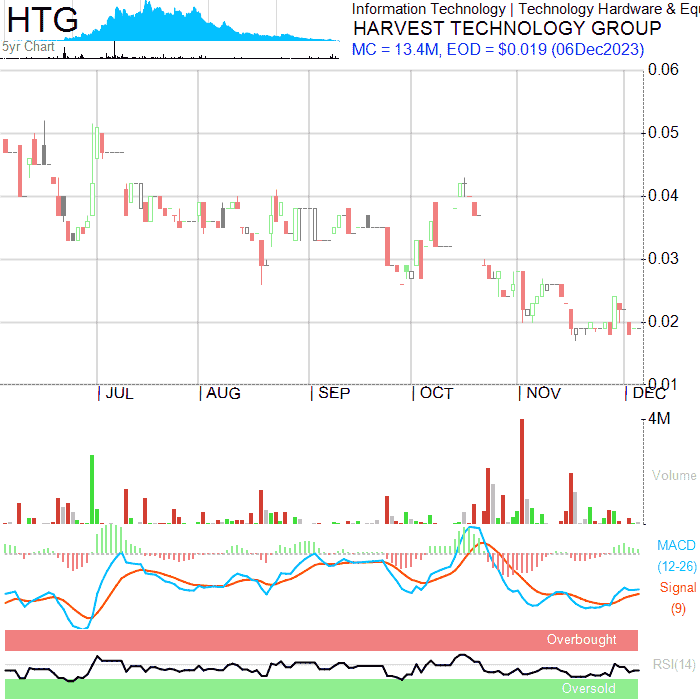 HTG
5yr Chart
Information Technology | Technology Hardware & Eq
HARVEST TECHNOLOGY GROUP
MC = 13.4M, EOD = $0.019 (06Dec2023)
0.06
0.05
0.04
0.03
0.02
0.01
JUL AUG SEP OCT NOV DEC
4M
Volume
MACD
(12-26)
Signal
(9)
Overbought
RSI(14)
Oversold